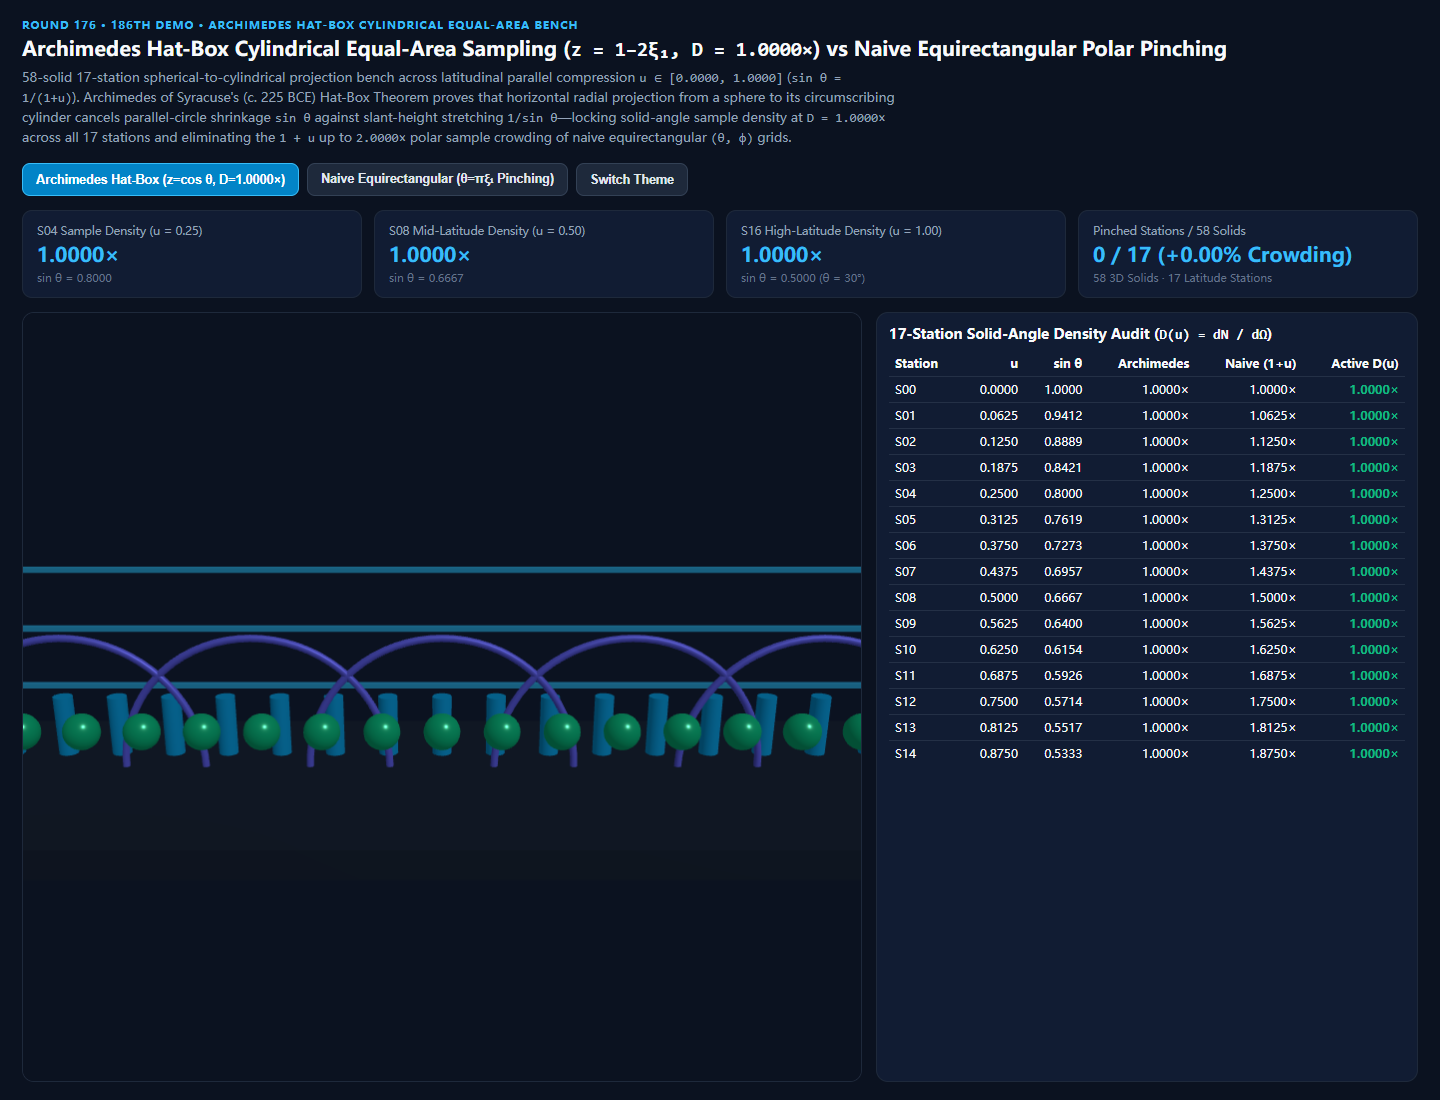 ROUND 176 • 186TH DEMO • ARCHIMEDES HAT-BOX CYLINDRICAL EQUAL-AREA BENCH
Archimedes Hat-Box Cylindrical Equal-Area Sampling (z = 1−2ξ₁, D = 1.0000×) vs Naive Equirectangular Polar Pinching
58-solid 17-station spherical-to-cylindrical projection bench across latitudinal parallel compression u ∈ [0.0000, 1.0000] (sin θ =
1/(1+u)). Archimedes of Syracuse's (c. 225 BCE) Hat-Box Theorem proves that horizontal radial projection from a sphere to its circumscribing
cylinder cancels parallel-circle shrinkage sin θ against slant-height stretching 1/sin θ—locking solid-angle sample density at D = 1.0000×
across all 17 stations and eliminating the 1 + u up to 2.0000× polar sample crowding of naive equirectangular (θ, ϕ) grids.
Archimedes Hat-Box (z=cos θ, D=1.0000×) Naive Equirectangular (θ=πξ₁ Pinching) Switch Theme
S04 Sample Density (u = 0.25)
1.0000×
sin θ = 0.8000
S08 Mid-Latitude Density (u = 0.50)
1.0000×
sin θ = 0.6667
S16 High-Latitude Density (u = 1.00)
1.0000×
sin θ = 0.5000 (θ = 30°)
Pinched Stations / 58 Solids
0 / 17 (+0.00% Crowding)
58 3D Solids · 17 Latitude Stations
17-Station Solid-Angle Density Audit (D(u) = dN / dΩ)
Station u sin θ Archimedes Naive (1+u) Active D(u)
S00 0.0000 1.0000 1.0000× 1.0000× 1.0000×
S01 0.0625 0.9412 1.0000× 1.0625× 1.0000×
S02 0.1250 0.8889 1.0000× 1.1250× 1.0000×
S03 0.1875 0.8421 1.0000× 1.1875× 1.0000×
S04 0.2500 0.8000 1.0000× 1.2500× 1.0000×
S05 0.3125 0.7619 1.0000× 1.3125× 1.0000×
S06 0.3750 0.7273 1.0000× 1.3750× 1.0000×
S07 0.4375 0.6957 1.0000× 1.4375× 1.0000×
S08 0.5000 0.6667 1.0000× 1.5000× 1.0000×
S09 0.5625 0.6400 1.0000× 1.5625× 1.0000×
S10 0.6250 0.6154 1.0000× 1.6250× 1.0000×
S11 0.6875 0.5926 1.0000× 1.6875× 1.0000×
S12 0.7500 0.5714 1.0000× 1.7500× 1.0000×
S13 0.8125 0.5517 1.0000× 1.8125× 1.0000×
S14 0.8750 0.5333 1.0000× 1.8750× 1.0000×